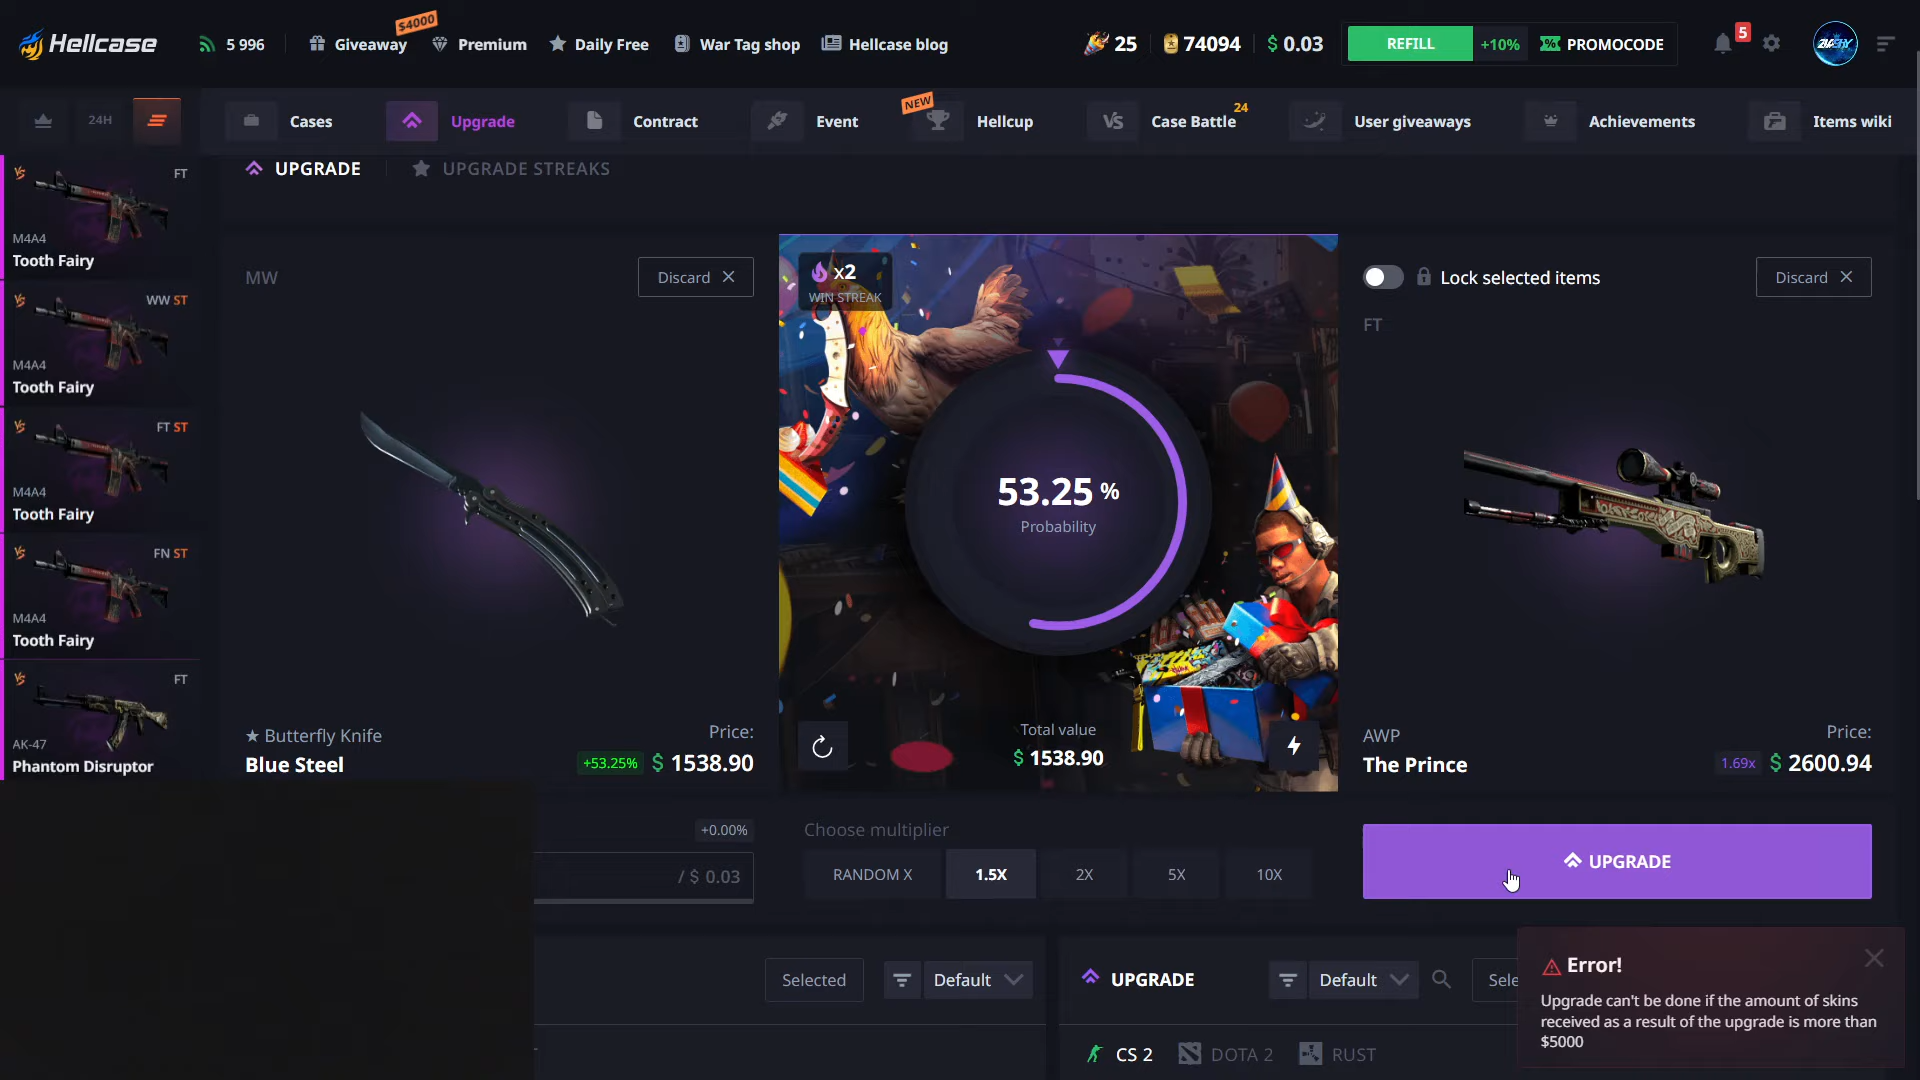 Hellcase
5 996
Giveaway
$4000
Premium
Daily Free
War Tag shop
Hellcase blog
25
74094
$ 0.03
REFILL
+10%
PROMOCODE
5
24H
Cases
Upgrade
Contract
Event
NEW
Hellcup
VS
Case Battle
24
User giveaways
Achievements
Items wiki
UPGRADE
UPGRADE STREAKS
FT
M4A4
Tooth Fairy
WW ST
M4A4
Tooth Fairy
FT ST
M4A4
Tooth Fairy
FN ST
M4A4
Tooth Fairy
FT
AK-47
Phantom Disruptor
MW
Discard
★ Butterfly Knife
Blue Steel
Price:
+53.25% $ 1538.90
x2
WIN STREAK
53.25 %
Probability
Total value
$ 1538.90
Lock selected items
Discard
FT
AWP
The Prince
Price:
1.69x $ 2600.94
+0.00%
/ $ 0.03
Choose multiplier
RANDOM X
1.5X
2X
5X
10X
UPGRADE
Selected
Default
UPGRADE
Default
Sele
CS 2
DOTA 2
RUST
Error!
Upgrade can't be done if the amount of skins
received as a result of the upgrade is more than
$5000